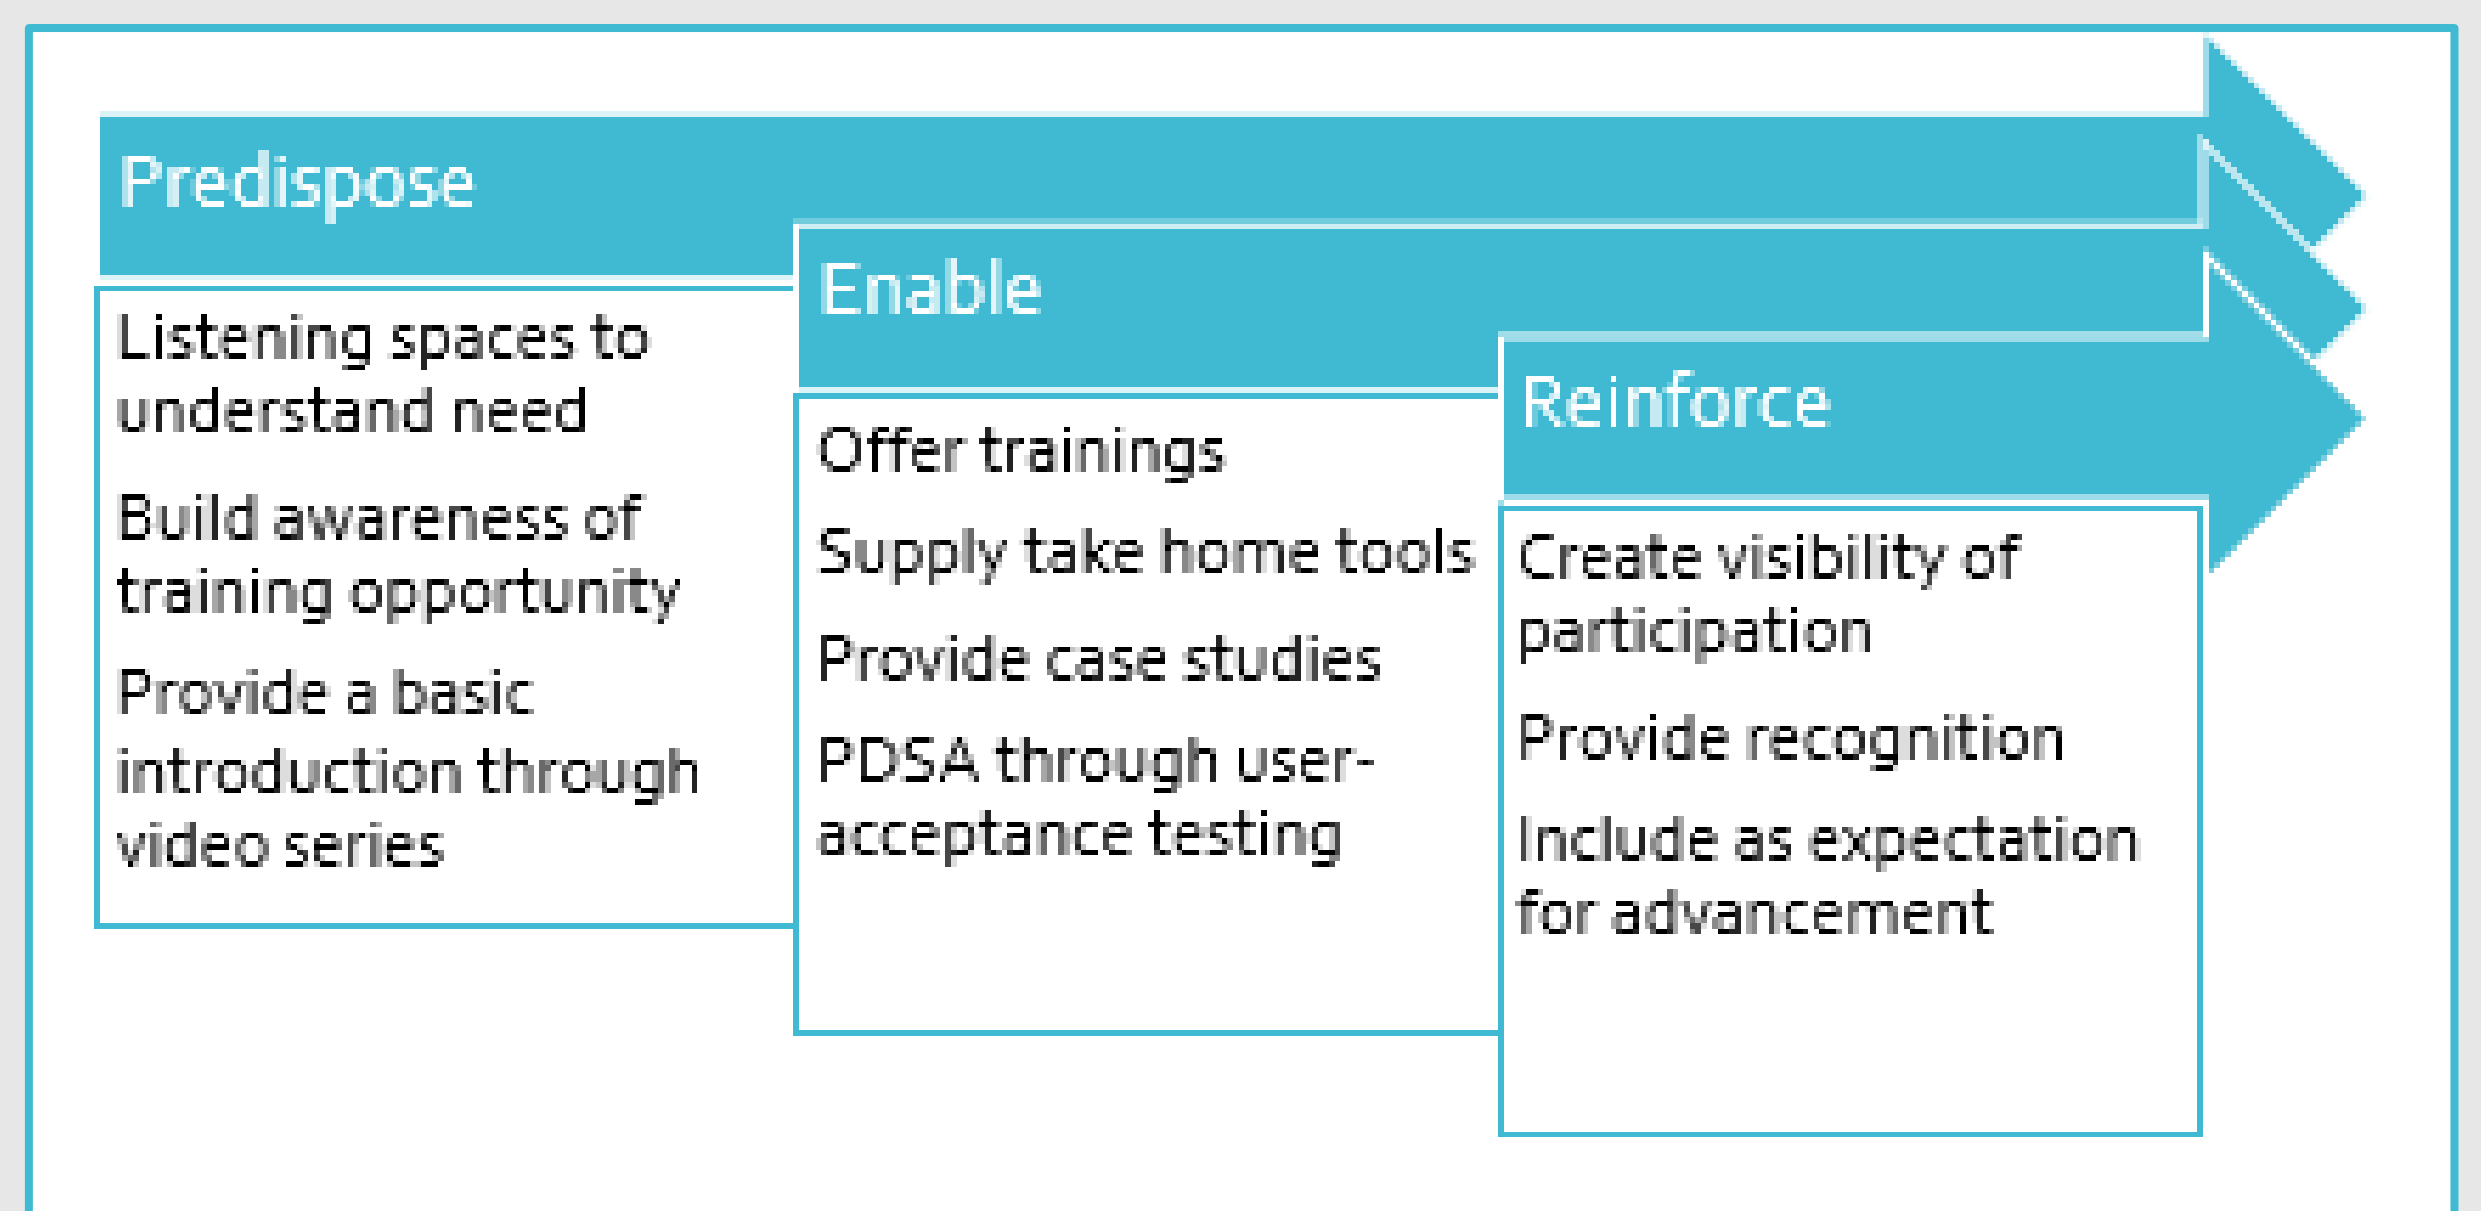 Predispose
Listening spaces to
understand need
Build awareness of
training opportunity
Provide a basic
introduction through
video series
Enable
Offer trainings
Supply take home tools
Provide case studies
PDSA through user-
acceptance testing
Reinforce
Create visibility of
participation
Provide recognition
Include as expectation
for advancement